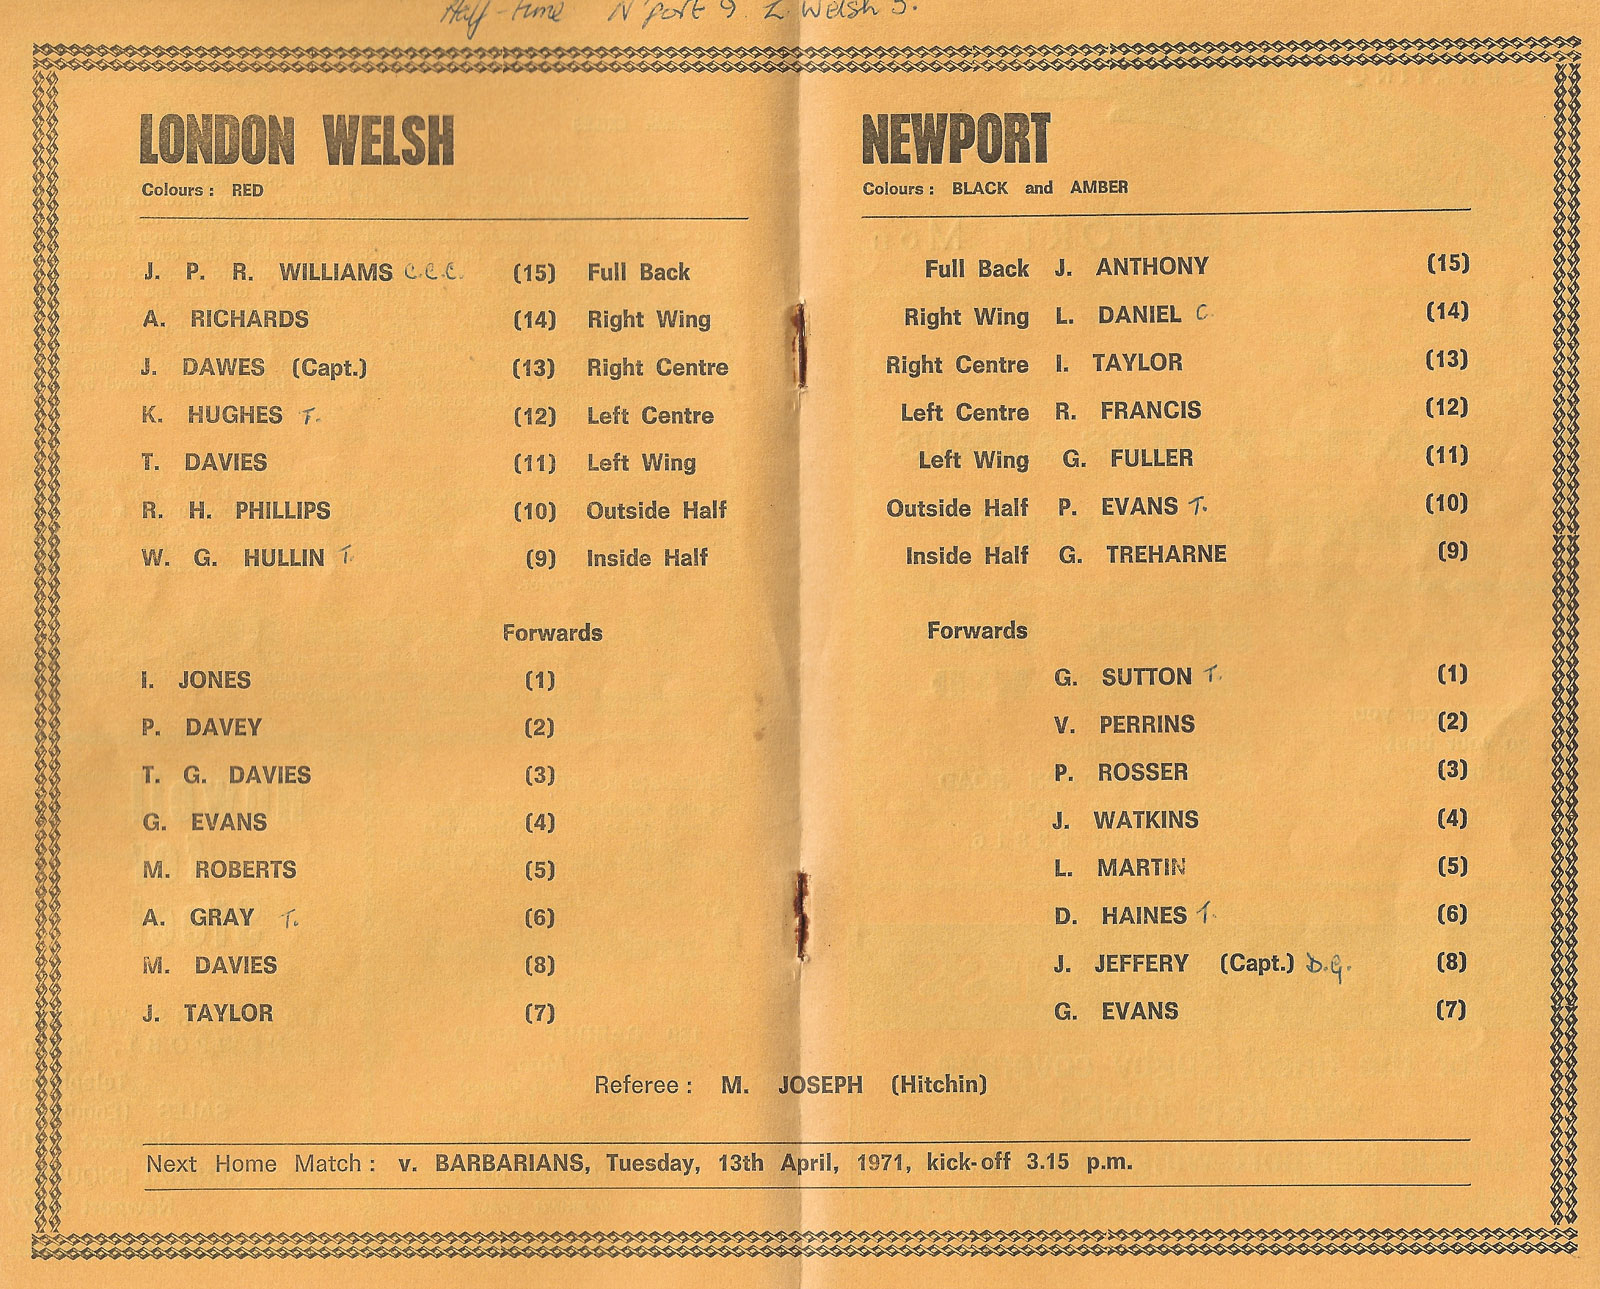 Half-time N'port 9 L. Welsh 5.
LONDON WELSH
Colours: RED
J. P. R. WILLIAMS C.C.C. (15) Full Back
A. RICHARDS (14) Right Wing
J. DAWES (Capt.) (13) Right Centre
K. HUGHES T. (12) Left Centre
T. DAVIES (11) Left Wing
R. H. PHILLIPS (10) Outside Half
W. G. HULLIN T. (9) Inside Half
Forwards
I. JONES (1)
P. DAVEY (2)
T. G. DAVIES (3)
G. EVANS (4)
M. ROBERTS (5)
A. GRAY T. (6)
M. DAVIES (8)
J. TAYLOR (7)
NEWPORT
Colours: BLACK and AMBER
Full Back J. ANTHONY (15)
Right Wing L. DANIEL C. (14)
Right Centre I. TAYLOR (13)
Left Centre R. FRANCIS (12)
Left Wing G. FULLER (11)
Outside Half P. EVANS T. (10)
Inside Half G. TREHARNE (9)
Forwards
G. SUTTON T. (1)
V. PERRINS (2)
P. ROSSER (3)
J. WATKINS (4)
L. MARTIN (5)
D. HAINES T. (6)
J. JEFFERY (Capt.) D.G. (8)
G. EVANS (7)
Referee: M. JOSEPH (Hitchin)
Next Home Match: v. BARBARIANS, Tuesday, 13th April, 1971, kick-off 3.15 p.m.